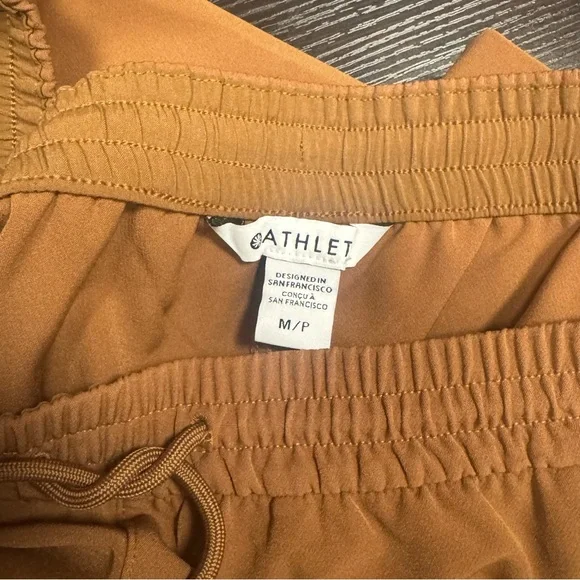 ATHLET
DESIGNED IN
SAN FRANCISCO
CONÇU À
SAN FRANCISCO
M/P